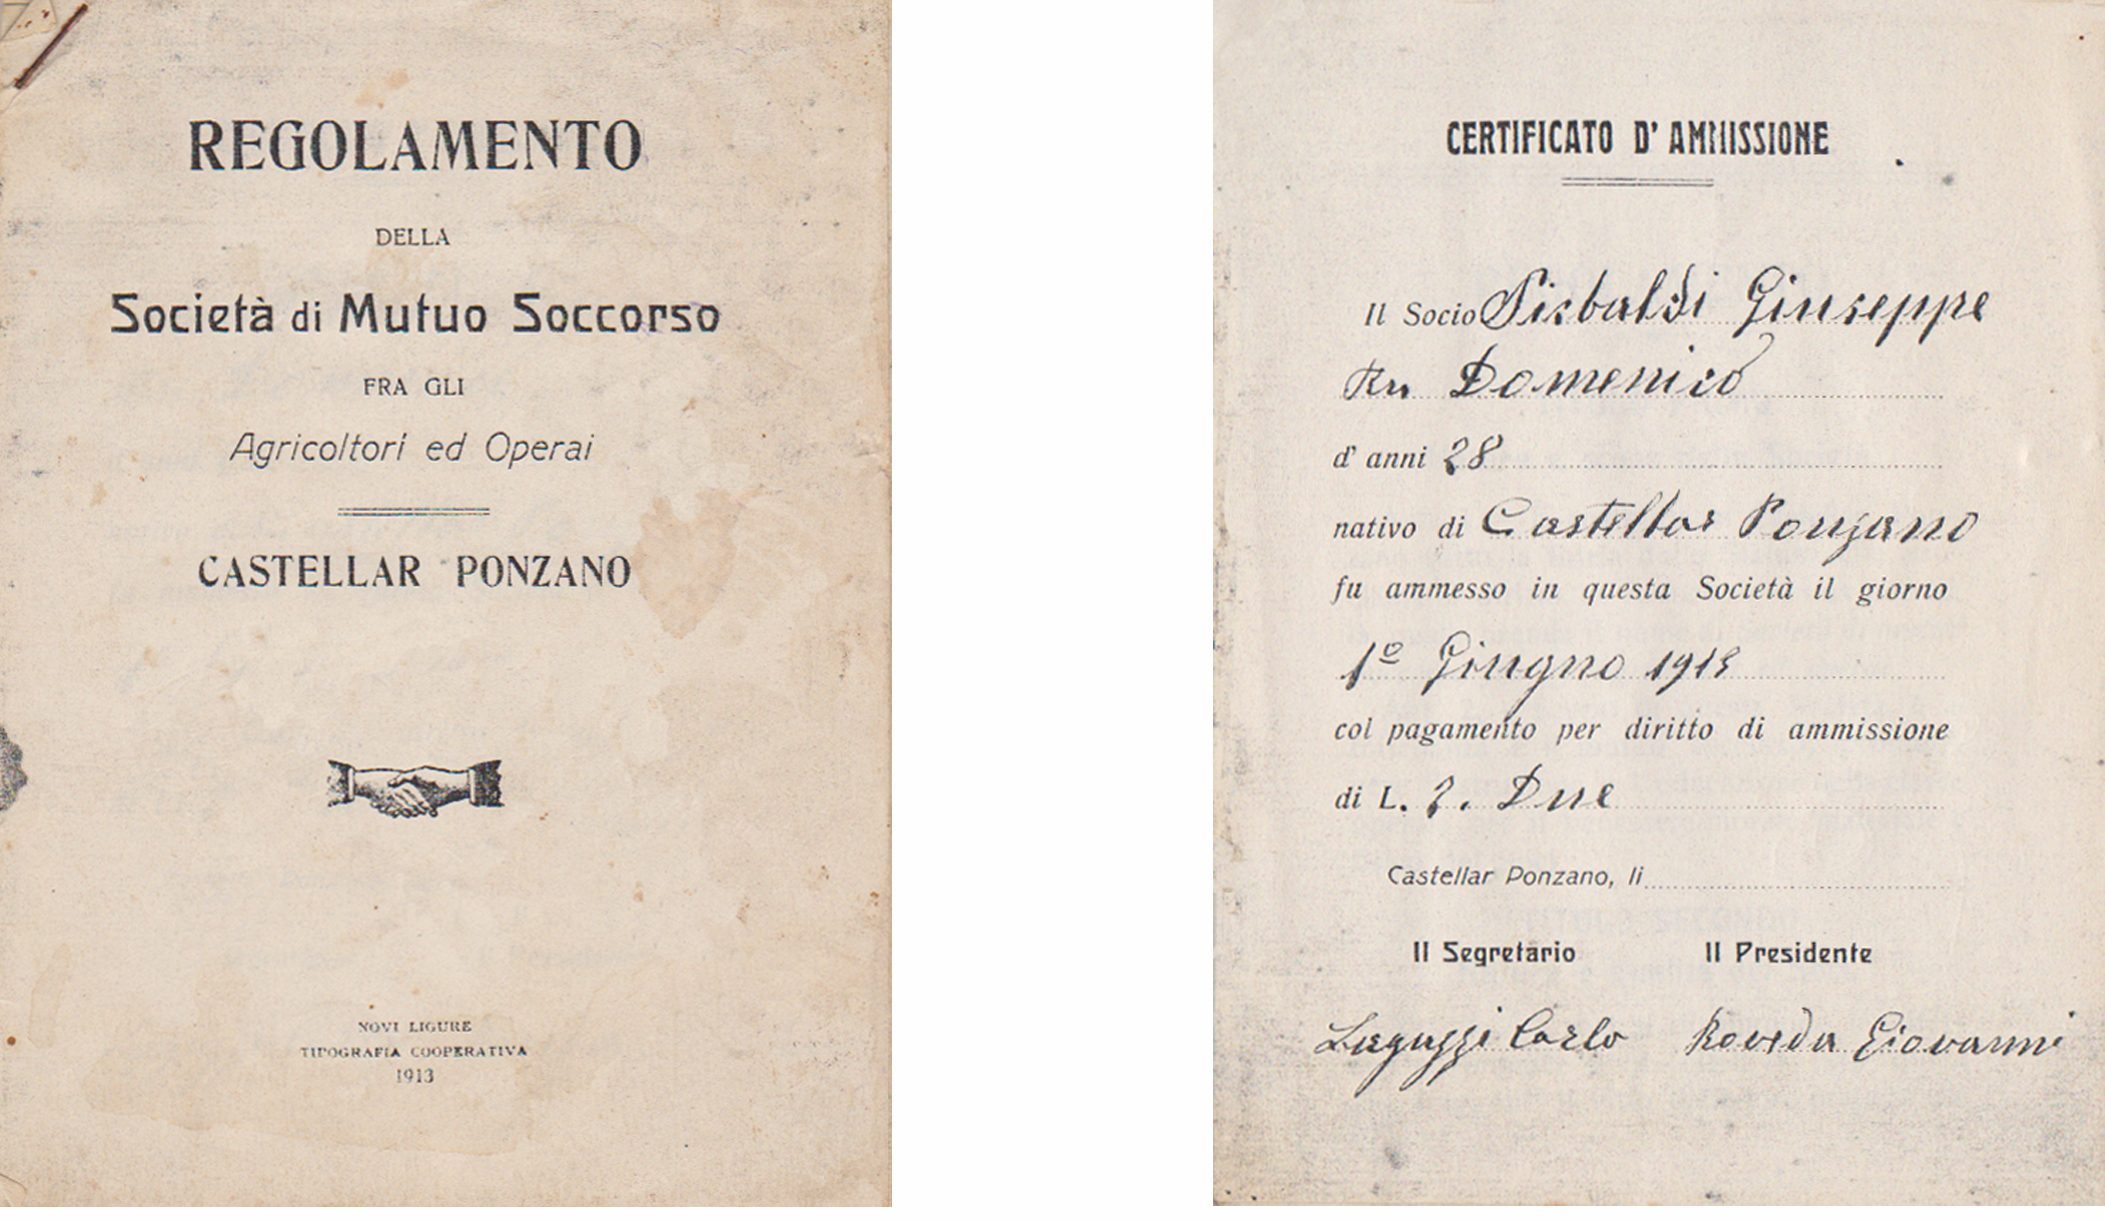 REGOLAMENTO
DELLA
Società di Mutuo Soccorso
FRA GLI
Agricoltori ed Operai
CASTELLAR PONZANO
NOVI LIGURE
TIPOGRAFIA COOPERATIVA
1913
CERTIFICATO D' AMMISSIONE
Il Socio Sisbaldi Giuseppe
fu Domenico
d' anni 28
nativo di Castellar Ponzano
fu ammesso in questa Società il giorno
1º Giugno
col pagamento per diritto di ammissione
di L. 2. Due
Castellar Ponzano, li
Il Segretario Il Presidente
Carlo Roveda Giovanni